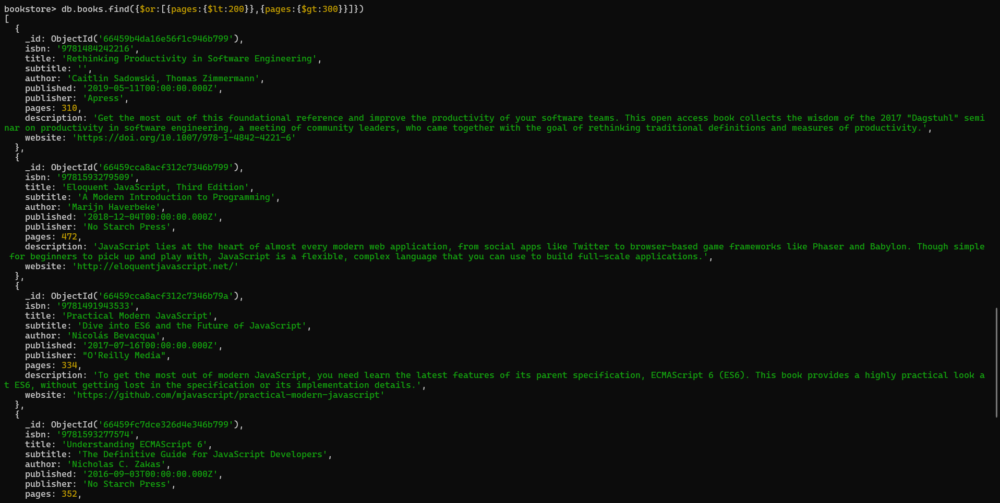 bookstore> db.books.find({$or:[{pages:{$lt:200}},{pages:{$gt:300}}]})
[
  {
    _id: ObjectId('66459b4da16e56f1c946b799'),
    isbn: '9781484242216',
    title: 'Rethinking Productivity in Software Engineering',
    subtitle: '',
    author: 'Caitlin Sadowski, Thomas Zimmermann',
    published: '2019-05-11T00:00:00.000Z',
    publisher: 'Apress',
    pages: 310,
    description: 'Get the most out of this foundational reference and improve the productivity of your software teams. This open access book collects the wisdom of the 2017 "Dagstuhl" semi
nar on productivity in software engineering, a meeting of community leaders, who came together with the goal of rethinking traditional definitions and measures of productivity.',
    website: 'https://doi.org/10.1007/978-1-4842-4221-6'
  },
  {
    _id: ObjectId('66459cca8acf312c7346b799'),
    isbn: '9781593279509',
    title: 'Eloquent JavaScript, Third Edition',
    subtitle: 'A Modern Introduction to Programming',
    author: 'Marijn Haverbeke',
    published: '2018-12-04T00:00:00.000Z',
    publisher: 'No Starch Press',
    pages: 472,
    description: 'JavaScript lies at the heart of almost every modern web application, from social apps like Twitter to browser-based game frameworks like Phaser and Babylon. Though simple
 for beginners to pick up and play with, JavaScript is a flexible, complex language that you can use to build full-scale applications.',
    website: 'http://eloquentjavascript.net/'
  },
  {
    _id: ObjectId('66459cca8acf312c7346b79a'),
    isbn: '9781491943533',
    title: 'Practical Modern JavaScript',
    subtitle: 'Dive into ES6 and the Future of JavaScript',
    author: 'Nicolás Bevacqua',
    published: '2017-07-16T00:00:00.000Z',
    publisher: "O'Reilly Media",
    pages: 334,
    description: 'To get the most out of modern JavaScript, you need learn the latest features of its parent specification, ECMAScript 6 (ES6). This book provides a highly practical look a
t ES6, without getting lost in the specification or its implementation details.',
    website: 'https://github.com/mjavascript/practical-modern-javascript'
  },
  {
    _id: ObjectId('66459fc7dce326d4e346b799'),
    isbn: '9781593277574',
    title: 'Understanding ECMAScript 6',
    subtitle: 'The Definitive Guide for JavaScript Developers',
    author: 'Nicholas C. Zakas',
    published: '2016-09-03T00:00:00.000Z',
    publisher: 'No Starch Press',
    pages: 352,